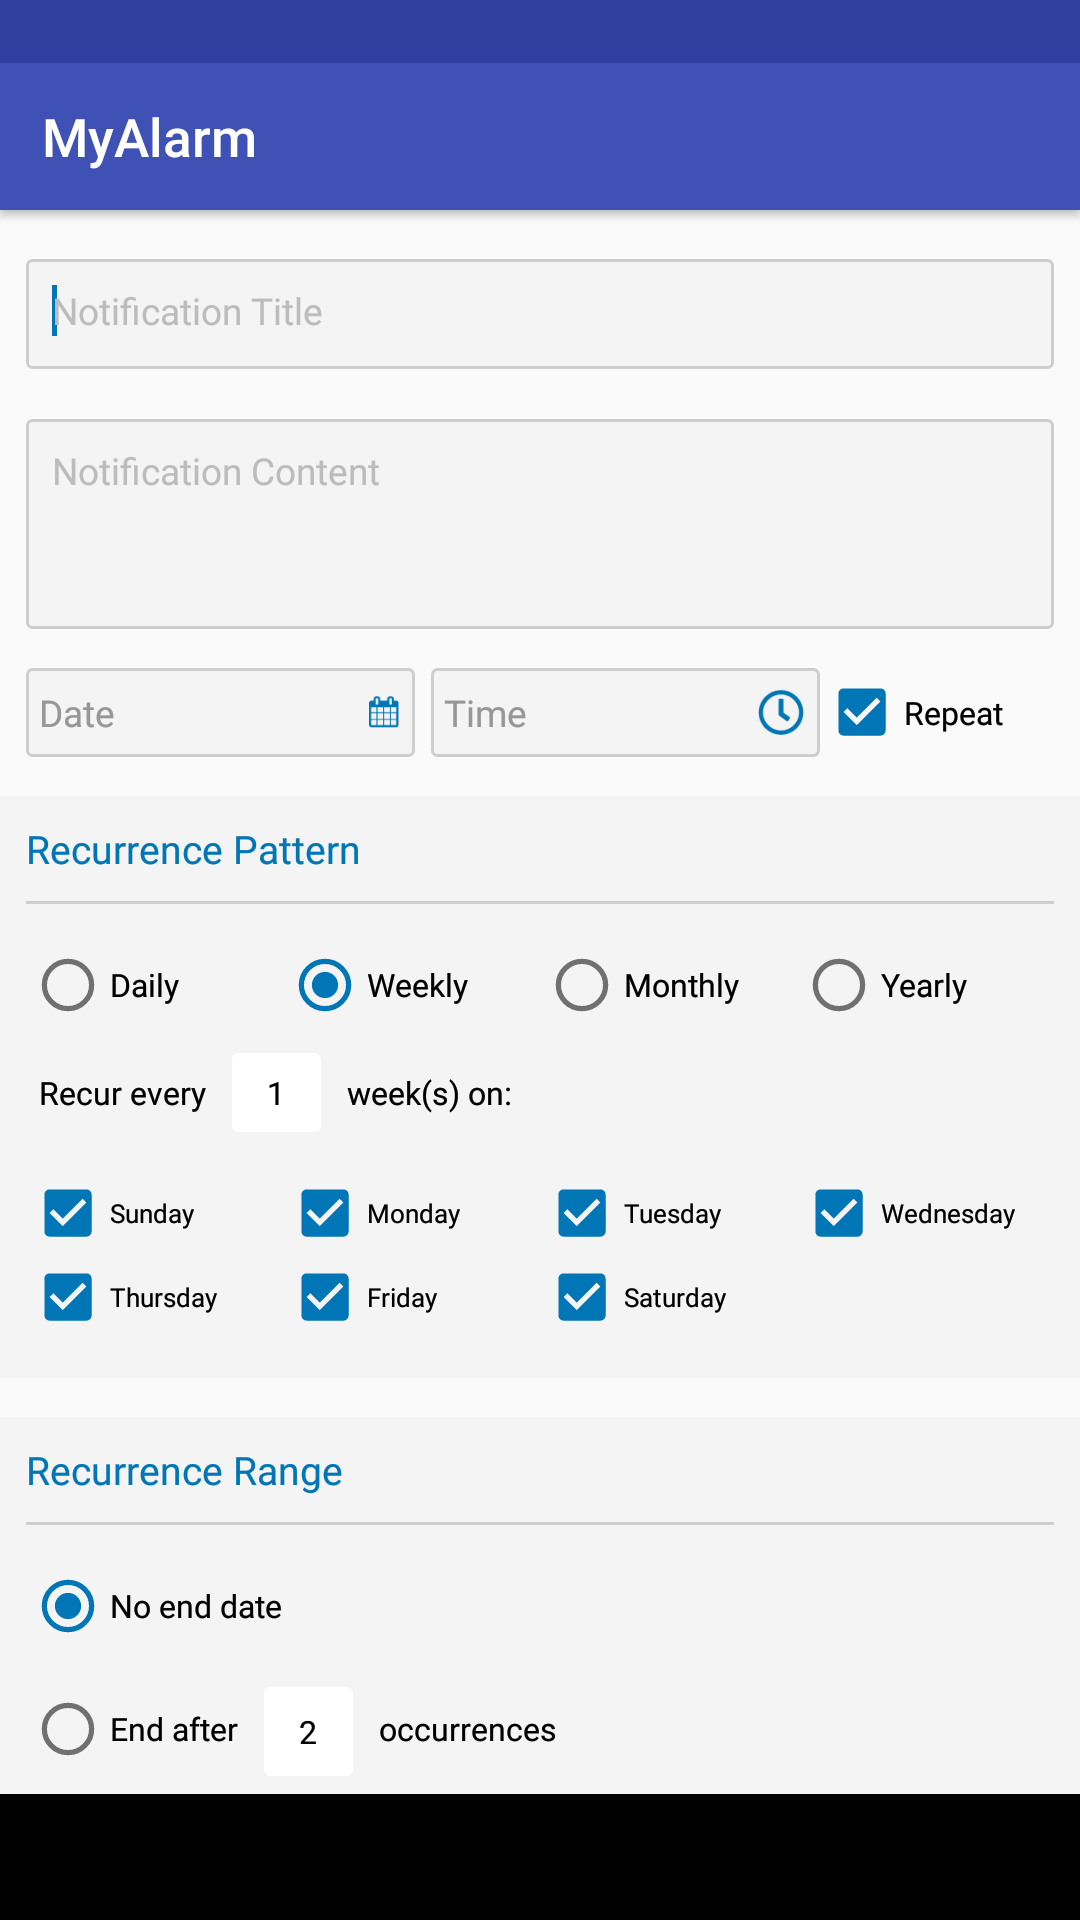 MyAlarm
Notification Title
Notification Content
Date Time Repeat
Recurrence Pattern
Daily Weekly Monthly Yearly
Recur every 1 week(s) on:
Sunday Monday Tuesday Wednesday
Thursday Friday Saturday
Recurrence Range
No end date
End after 2 occurrences